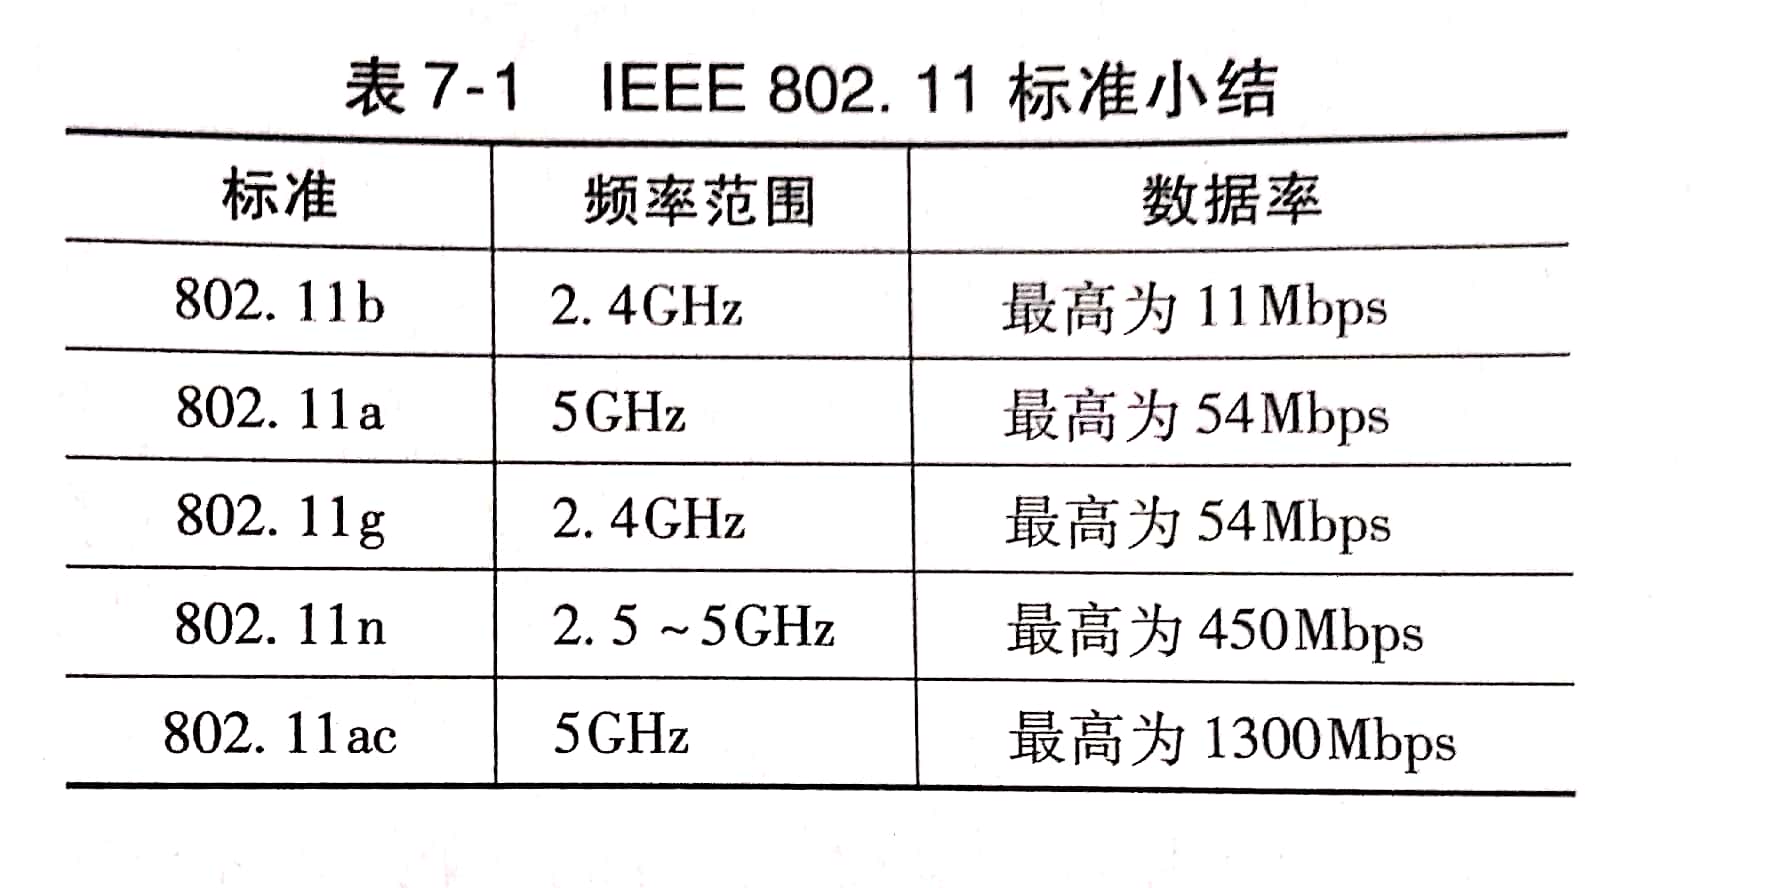 表 7-1 IEEE 802. 11 标准小结
标准 频率范围 数据率
802. 11b 2. 4GHz 最高为 11Mbps
802. 11a 5GHz 最高为 54Mbps
802. 11g 2. 4GHz 最高为 54Mbps
802. 11n 2. 5 ~ 5GHz 最高为 450Mbps
802. 11ac 5GHz 最高为 1300Mbps